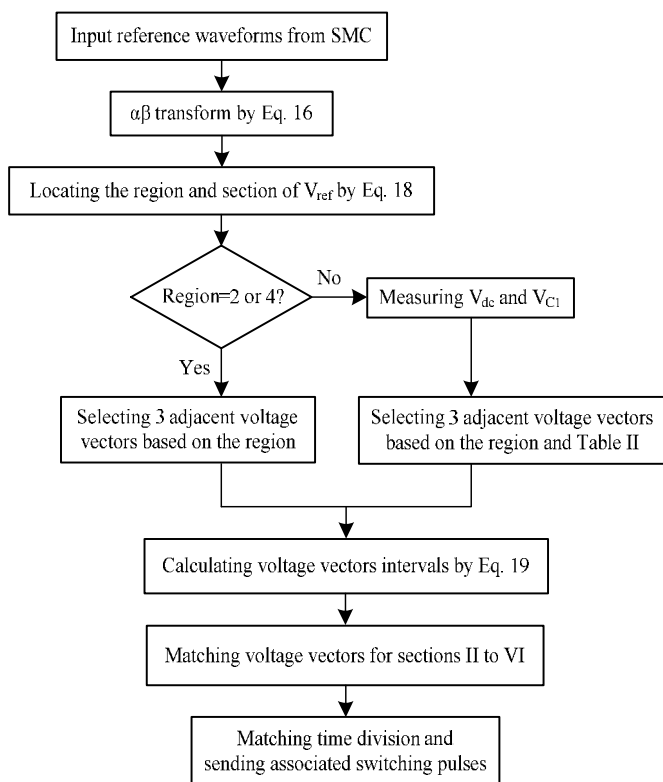 Input reference waveforms from SMC
αβ transform by Eq. 16
Locating the region and section of Vref by Eq. 18
Region=2 or 4?
No
Measuring Vdc and VC1
Yes
Selecting 3 adjacent voltage
vectors based on the region
Selecting 3 adjacent voltage vectors
based on the region and Table II
Calculating voltage vectors intervals by Eq. 19
Matching voltage vectors for sections II to VI
Matching time division and
sending associated switching pulses